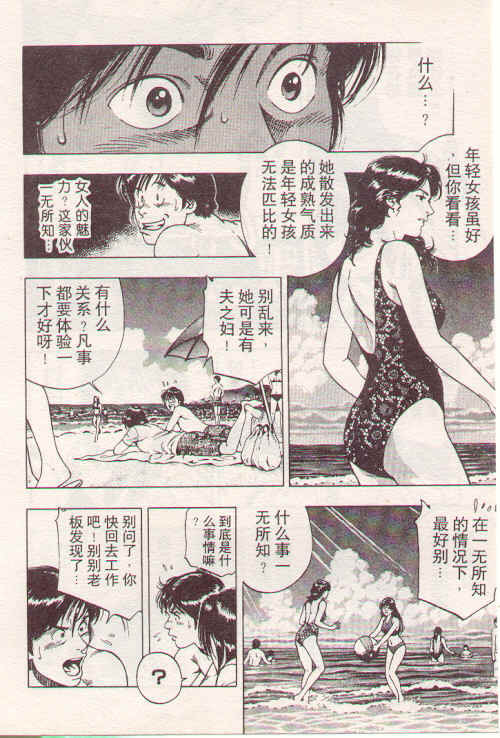 什么…?
年轻女孩虽好
,但你看看…
她散发出来
的成熟气质
是年轻女孩
无法匹比的!
女人的魅
力?这家伙
一无所知…
别乱来,
她可是有
夫之妇!
有什么
关系?凡事
都要体验一
下才好呀!
在一无所知
的情况下,
最好别…
什么事一
无所知?
到底是什
么事情嘛
?
别问了,你
快回去工作
吧!别别老
板发现了…
?